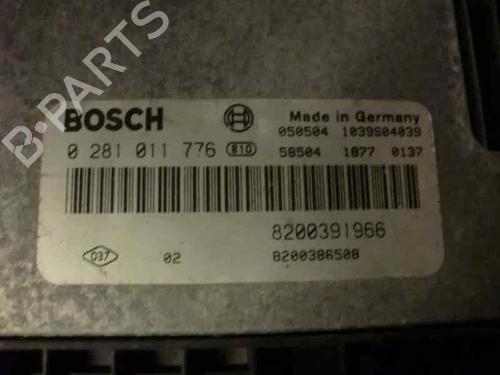 B-PARTS
BOSCH
Made in Germany
050504 1039S04039
0 281 011 776 810 58504 1877 0137
8200391966
037 02 8200386508